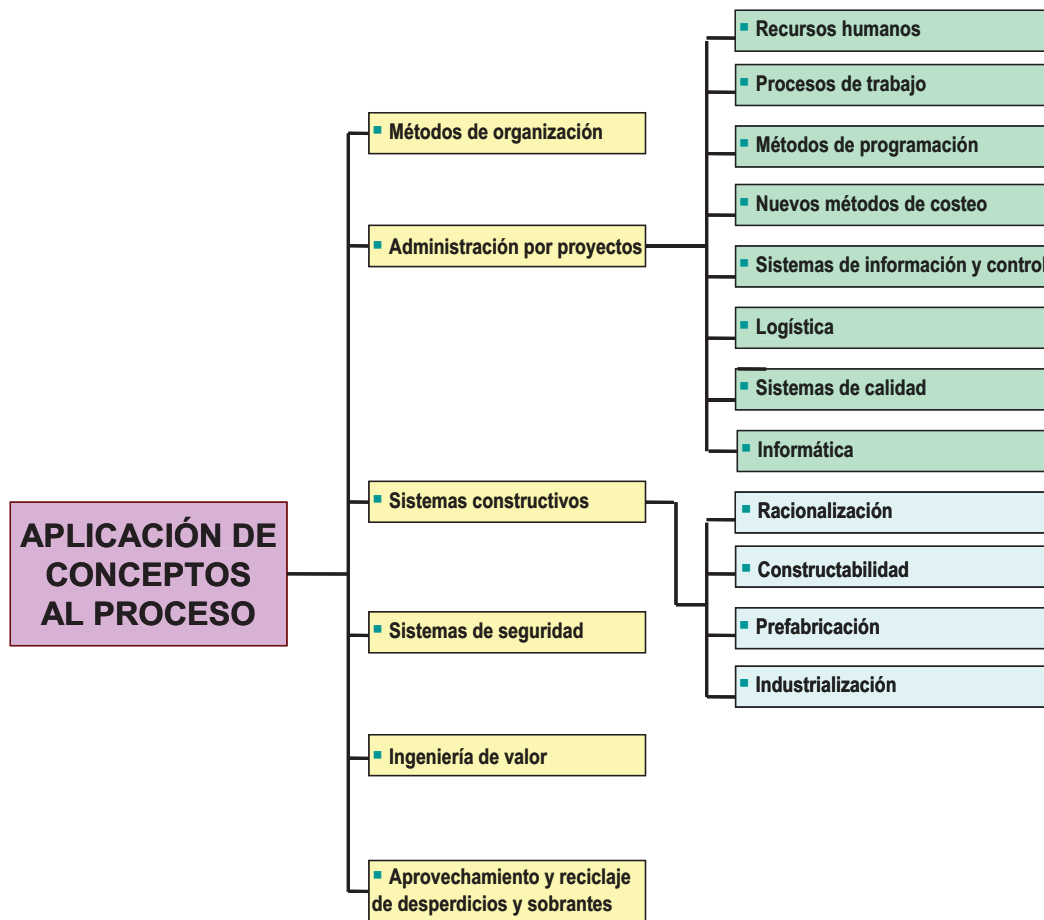 APLICACIÓN DE
CONCEPTOS
AL PROCESO
Métodos de organización
Administración por proyectos
Sistemas constructivos
Sistemas de seguridad
Ingeniería de valor
Aprovechamiento y reciclaje
de desperdicios y sobrantes
Recursos humanos
Procesos de trabajo
Métodos de programación
Nuevos métodos de costeo
Sistemas de información y control
Logística
Sistemas de calidad
Informática
Racionalización
Constructabilidad
Prefabricación
Industrialización